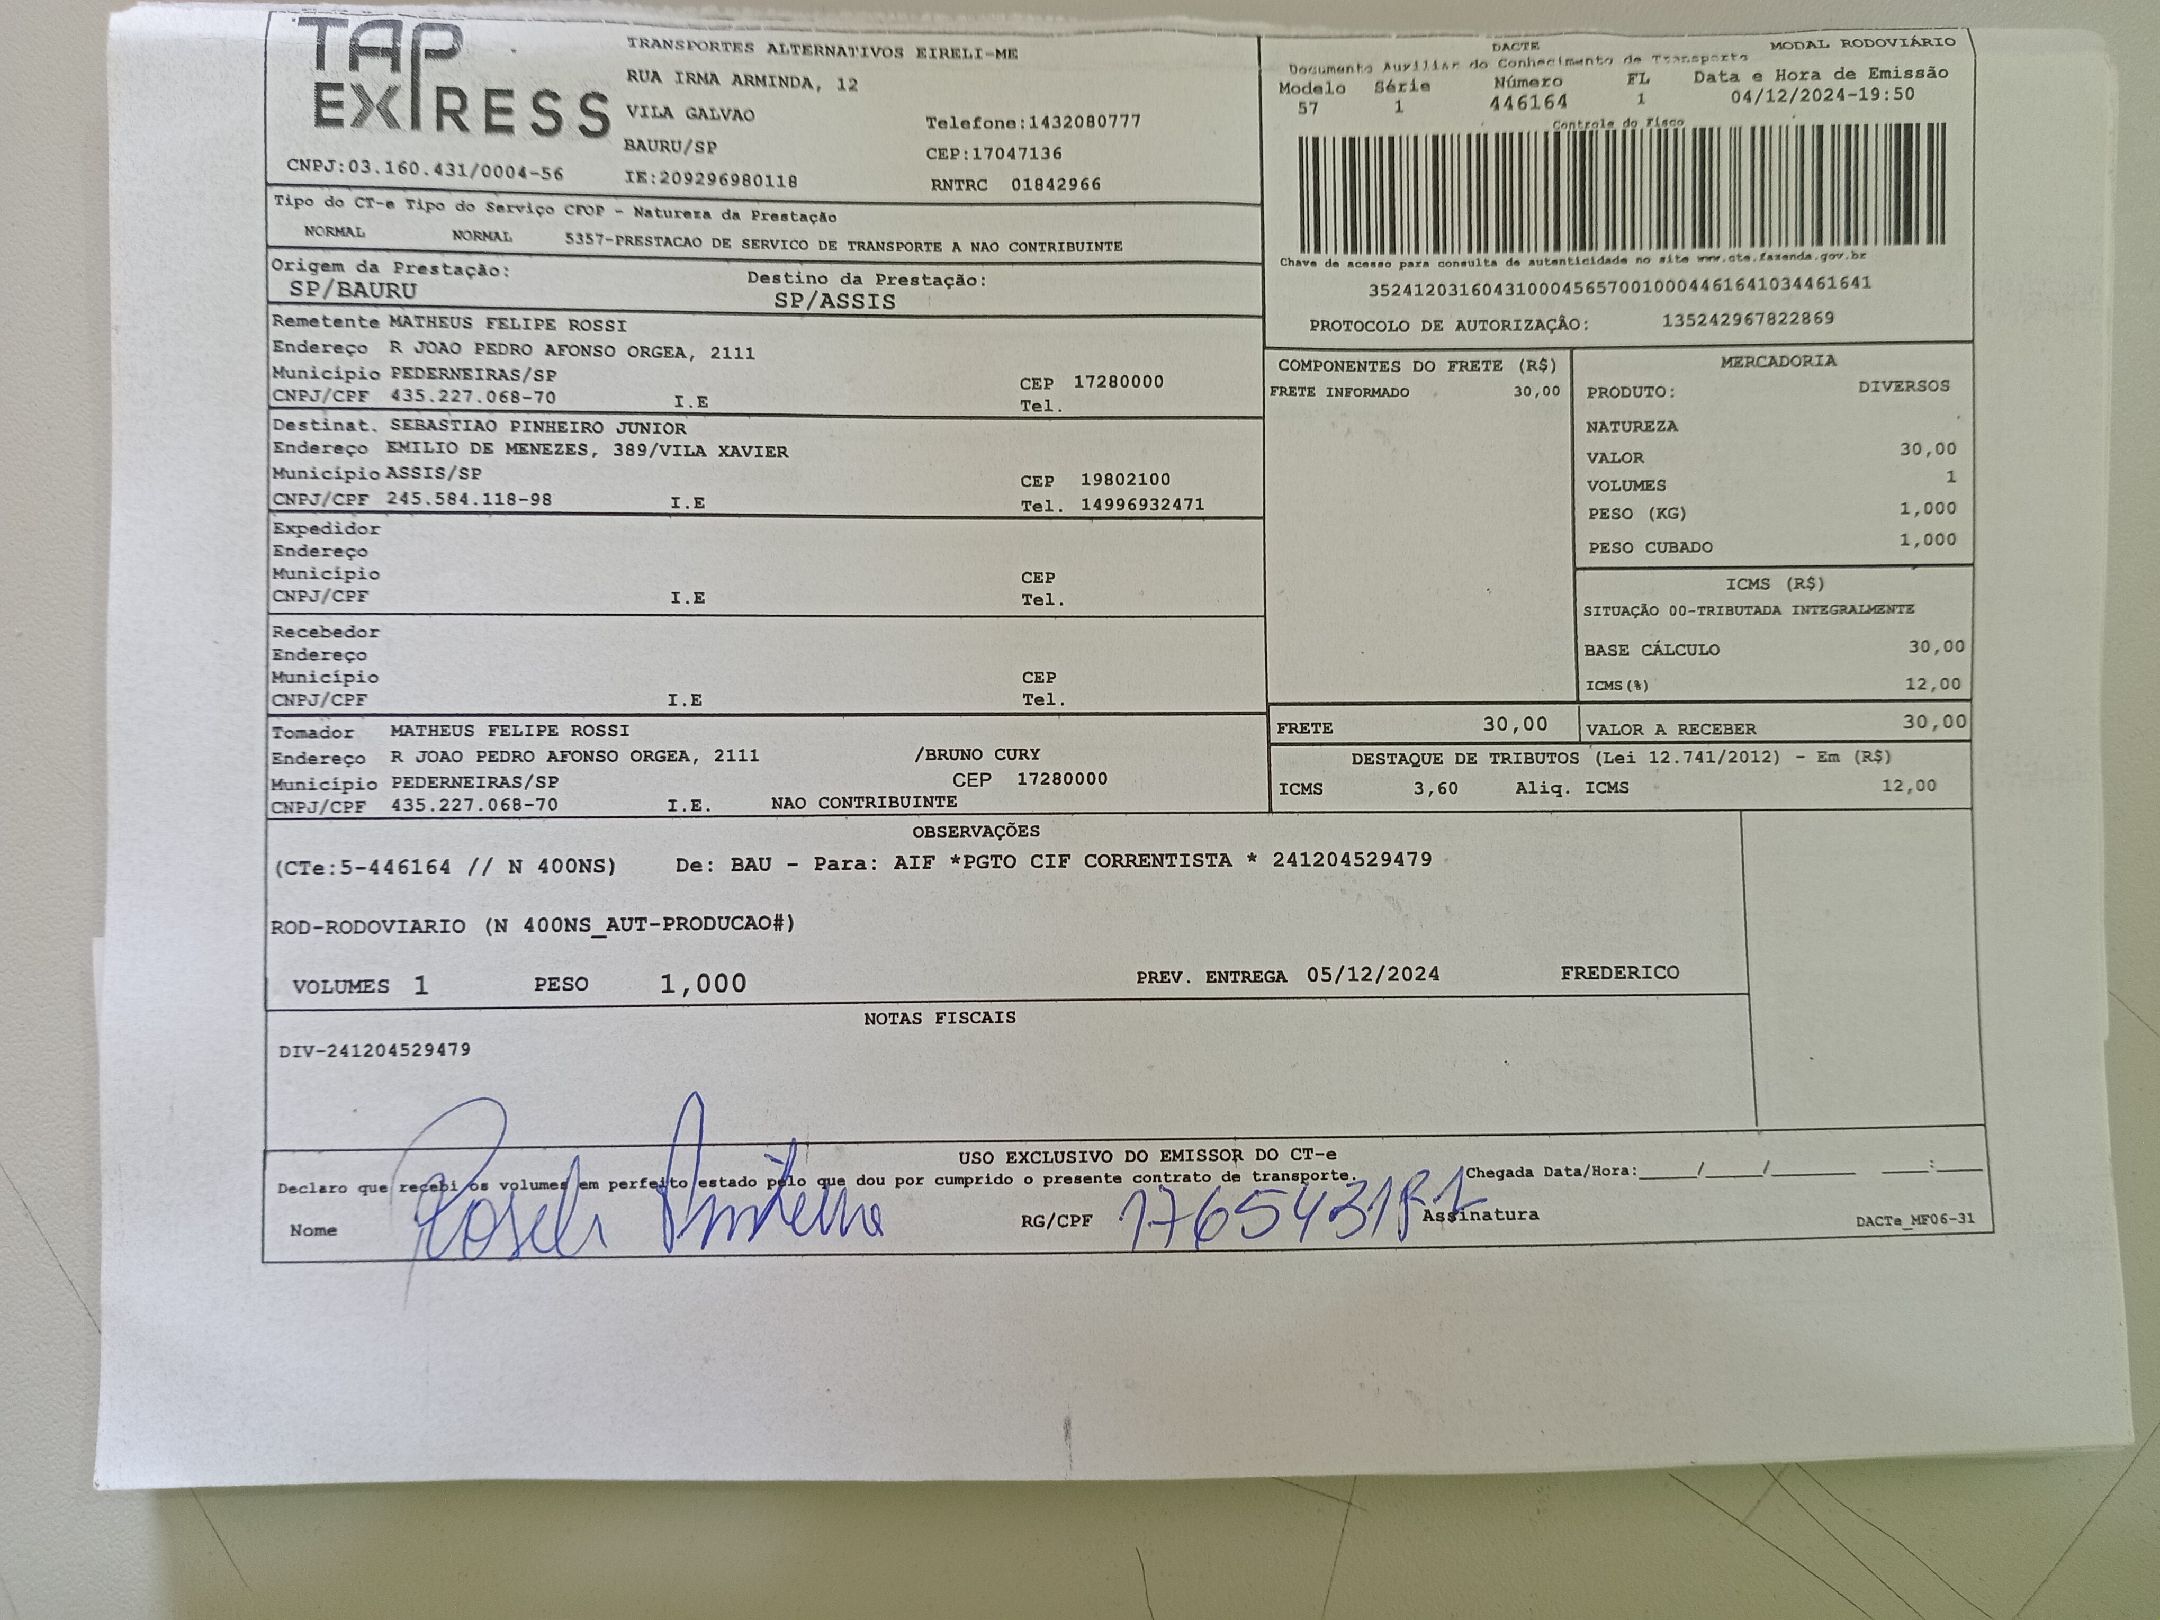 TAP EXPRESS
TRANSPORTES ALTERNATIVOS EIRELI-ME
RUA IRMA ARMINDA, 12
VILA GALVAO
Telefone:1432080777
BAURU/SP
CEP:17047136
CNPJ:03.160.431/0004-56
IE:209296980118
RNTRC 01842966
DACTE
MODAL RODOVIÁRIO
Documento Auxiliar do Conhecimento de Transporte
Modelo Série Número FL Data e Hora de Emissão
57 1 446164 1 04/12/2024-19:50
Controle do Fisco
Chave de acesso para consulta de autenticidade no site www.cte.fazenda.gov.br
35241203160431000456570010004461641034461641
PROTOCOLO DE AUTORIZAÇÂO: 135242967822869
Tipo do CT-e Tipo do Serviço CFOP - Natureza da Prestação
NORMAL NORMAL 5357-PRESTACAO DE SERVICO DE TRANSPORTE A NAO CONTRIBUINTE
Origem da Prestação: Destino da Prestação:
SP/BAURU SP/ASSIS
Remetente MATHEUS FELIPE ROSSI
Endereço R JOAO PEDRO AFONSO ORGEA, 2111
Município PEDERNEIRAS/SP CEP 17280000
CNPJ/CPF 435.227.068-70 I.E Tel.
Destinat. SEBASTIAO PINHEIRO JUNIOR
Endereço EMILIO DE MENEZES, 389/VILA XAVIER
Município ASSIS/SP CEP 19802100
CNPJ/CPF 245.584.118-98 I.E Tel. 14996932471
Expedidor
Endereço
Município CEP
CNPJ/CPF I.E Tel.
Recebedor
Endereço
Município CEP
CNPJ/CPF I.E Tel.
Tomador MATHEUS FELIPE ROSSI
Endereço R JOAO PEDRO AFONSO ORGEA, 2111 /BRUNO CURY
Município PEDERNEIRAS/SP CEP 17280000
CNPJ/CPF 435.227.068-70 I.E. NAO CONTRIBUINTE
COMPONENTES DO FRETE (R$)
FRETE INFORMADO 30,00
MERCADORIA
PRODUTO: DIVERSOS
NATUREZA
VALOR 30,00
VOLUMES 1
PESO (KG) 1,000
PESO CUBADO 1,000
ICMS (R$)
SITUAÇÃO 00-TRIBUTADA INTEGRALMENTE
BASE CÁLCULO 30,00
ICMS(%) 12,00
FRETE 30,00 VALOR A RECEBER 30,00
DESTAQUE DE TRIBUTOS (Lei 12.741/2012) - Em (R$)
ICMS 3,60 Aliq. ICMS 12,00
OBSERVAÇÕES
(CTe:5-446164 // N 400NS) De: BAU - Para: AIF *PGTO CIF CORRENTISTA * 241204529479
ROD-RODOVIARIO (N 400NS_AUT-PRODUCAO#)
VOLUMES 1 PESO 1,000 PREV. ENTREGA 05/12/2024 FREDERICO
NOTAS FISCAIS
DIV-241204529479
USO EXCLUSIVO DO EMISSOR DO CT-e
Declaro que recebi os volumes em perfeito estado pelo que dou por cumprido o presente contrato de transporte. Chegada Data/Hora:____/____/______ ___:___
Nome Roseli RG/CPF Assinatura
DACTe_MF06-31